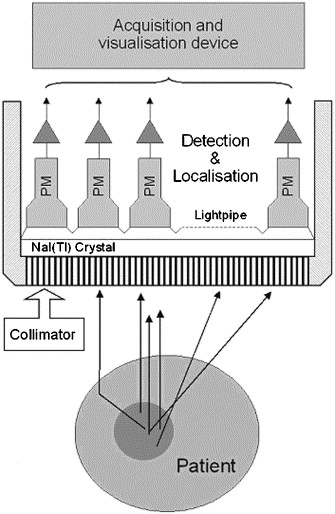 Acquisition and
visualisation device
Detection
&
Localisation
PM
PM
PM
PM
Lightpipe
NaI(Tl) Crystal
Collimator
Patient